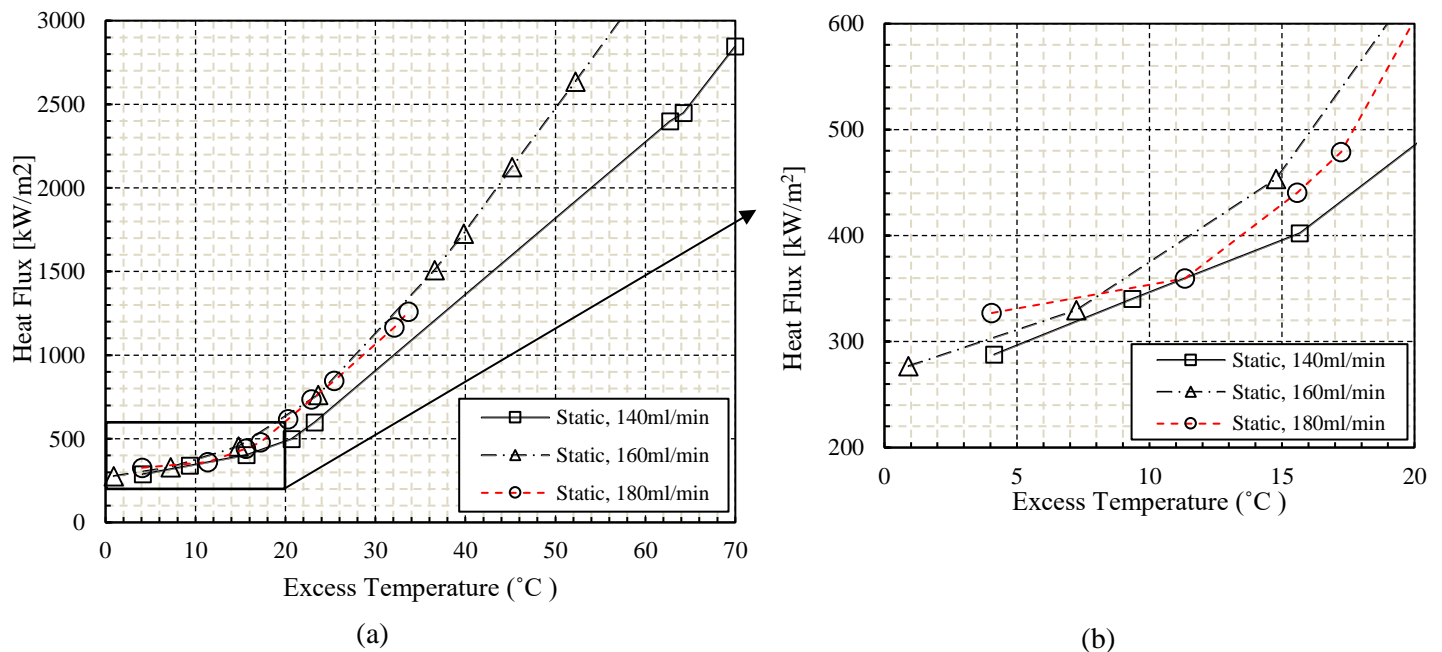 3000
2500
2000
1500
1000
500
0
Heat Flux [kW/m2]
0 10 20 30 40 50 60 70
Excess Temperature (˚C )
Static, 140ml/min
Static, 160ml/min
Static, 180ml/min
(a)
600
500
400
300
200
Heat Flux [kW/m²]
0 5 10 15 20
Excess Temperature (˚C )
Static, 140ml/min
Static, 160ml/min
Static, 180ml/min
(b)